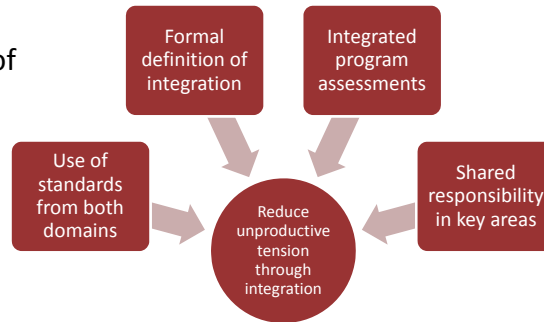 of
Formal
definition of
integration
Integrated
program
assessments
Use of
standards
from both
domains
Shared
responsibility
in key areas
Reduce
unproductive
tension
through
integration